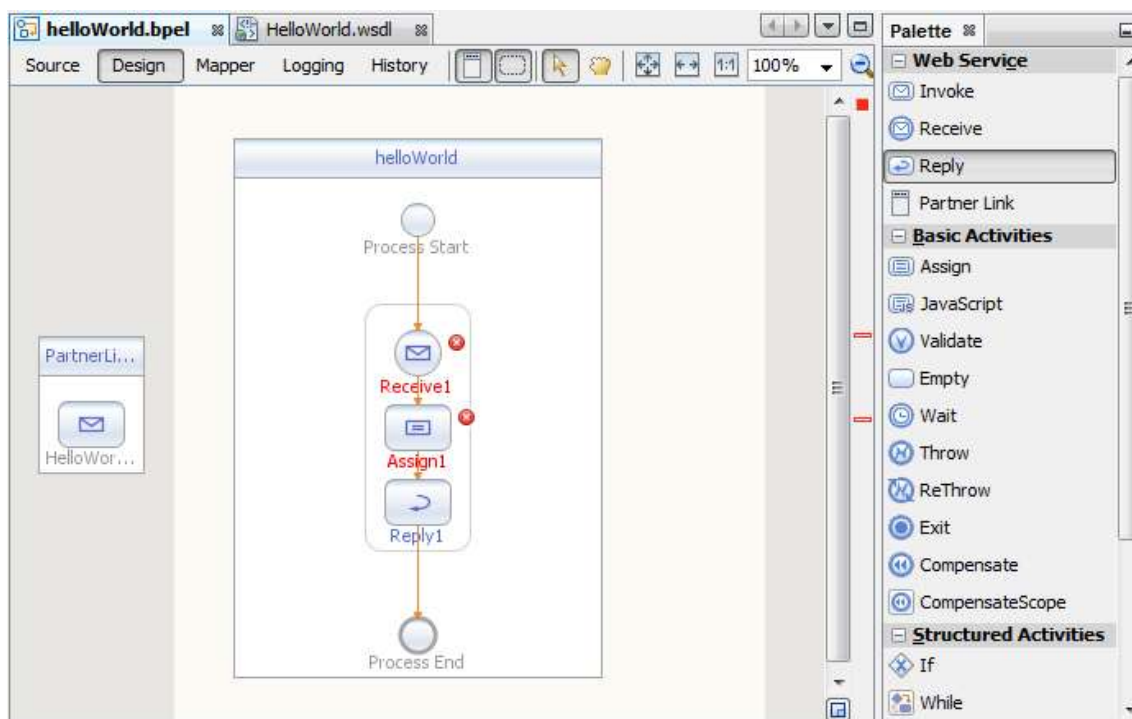 helloWorld.bpel HelloWorld.wsdl
Source Design Mapper Logging History 1:1 100%
helloWorld
Process Start
PartnerLi...
HelloWor...
Receive1
Assign1
Reply1
Process End
Palette
Web Service
Invoke
Receive
Reply
Partner Link
Basic Activities
Assign
JavaScript
Validate
Empty
Wait
Throw
ReThrow
Exit
Compensate
CompensateScope
Structured Activities
If
While